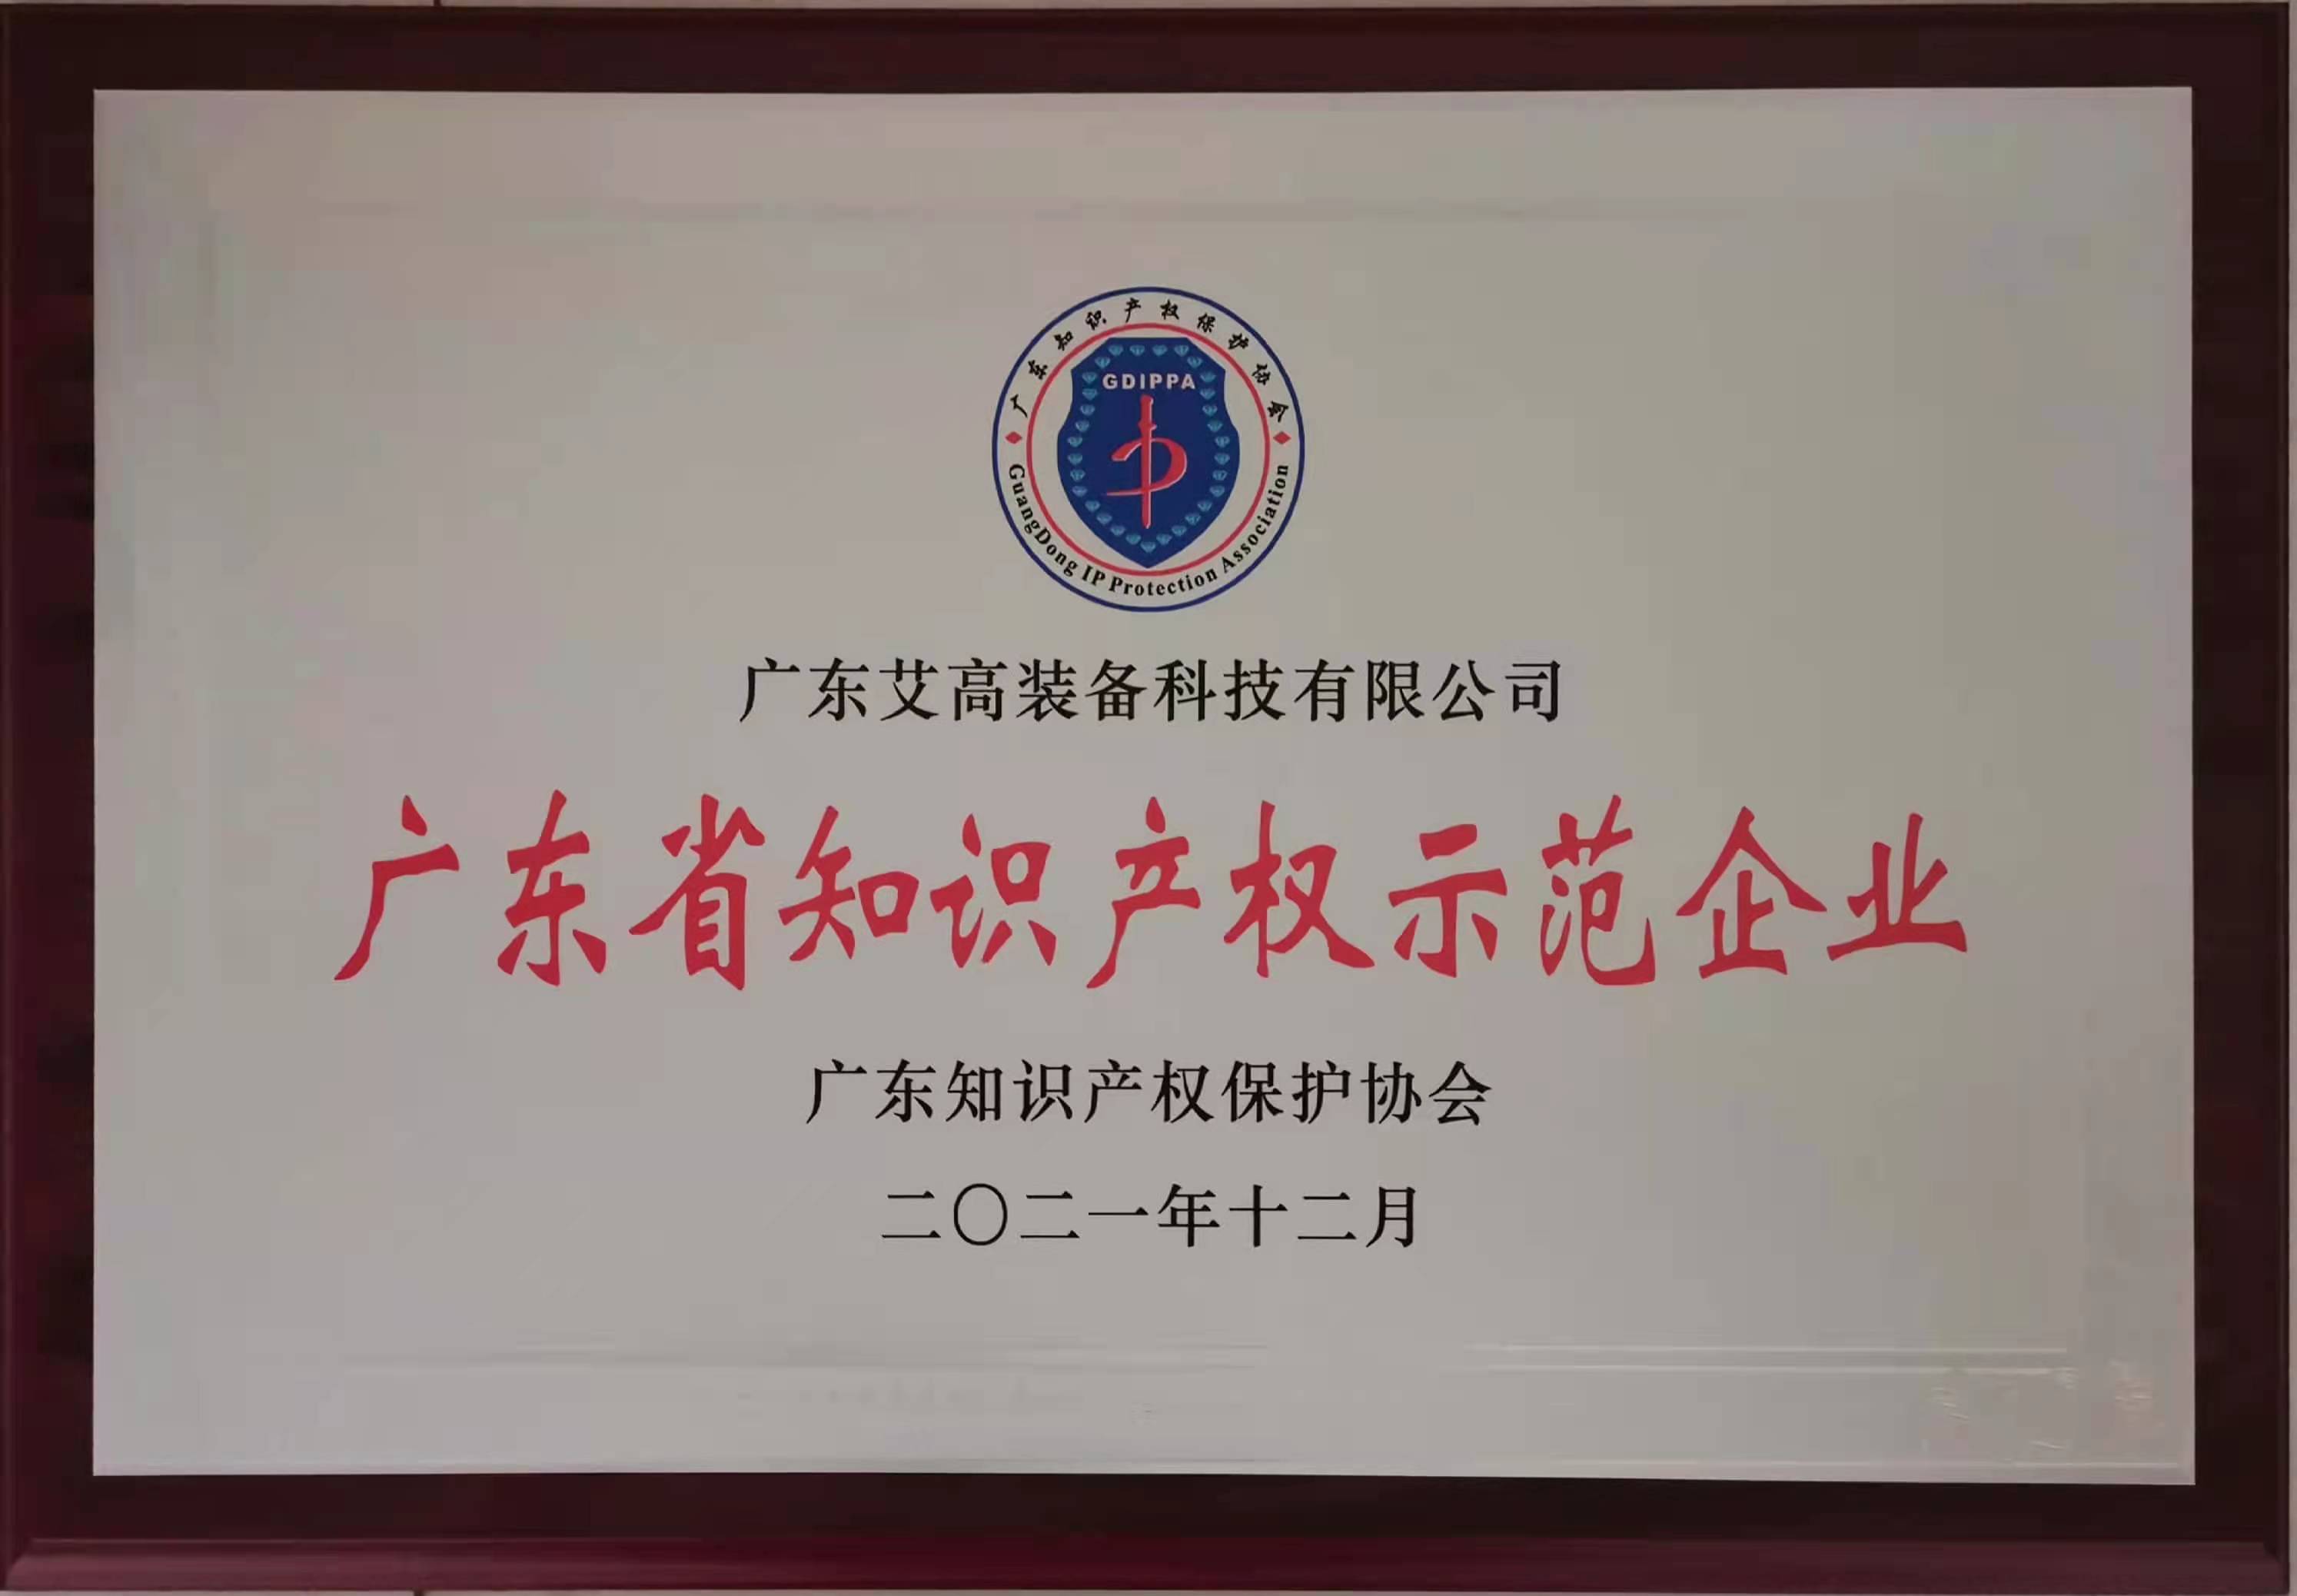 广东知识产权保护协会
GDIPPA
GuangDong IP Protection Association
广东艾高装备科技有限公司
广东省知识产权示范企业
广东知识产权保护协会
二〇二一年十二月